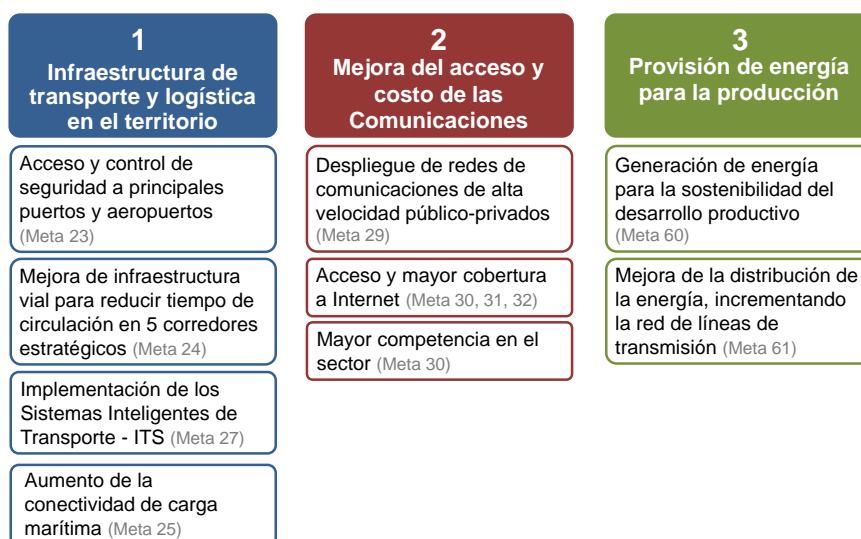 1
Infraestructura de
transporte y logística
en el territorio
Acceso y control de
seguridad a principales
puertos y aeropuertos
(Meta 23)
Mejora de infraestructura
vial para reducir tiempo de
circulación en 5 corredores
estratégicos (Meta 24)
Implementación de los
Sistemas Inteligentes de
Transporte - ITS (Meta 27)
Aumento de la
conectividad de carga
marítima (Meta 25)
2
Mejora del acceso y
costo de las
Comunicaciones
Despliegue de redes de
comunicaciones de alta
velocidad público-privados
(Meta 29)
Acceso y mayor cobertura
a Internet (Meta 30, 31, 32)
Mayor competencia en el
sector (Meta 30)
3
Provisión de energía
para la producción
Generación de energía
para la sostenibilidad del
desarrollo productivo
(Meta 60)
Mejora de la distribución de
la energía, incrementando
la red de líneas de
transmisión (Meta 61)